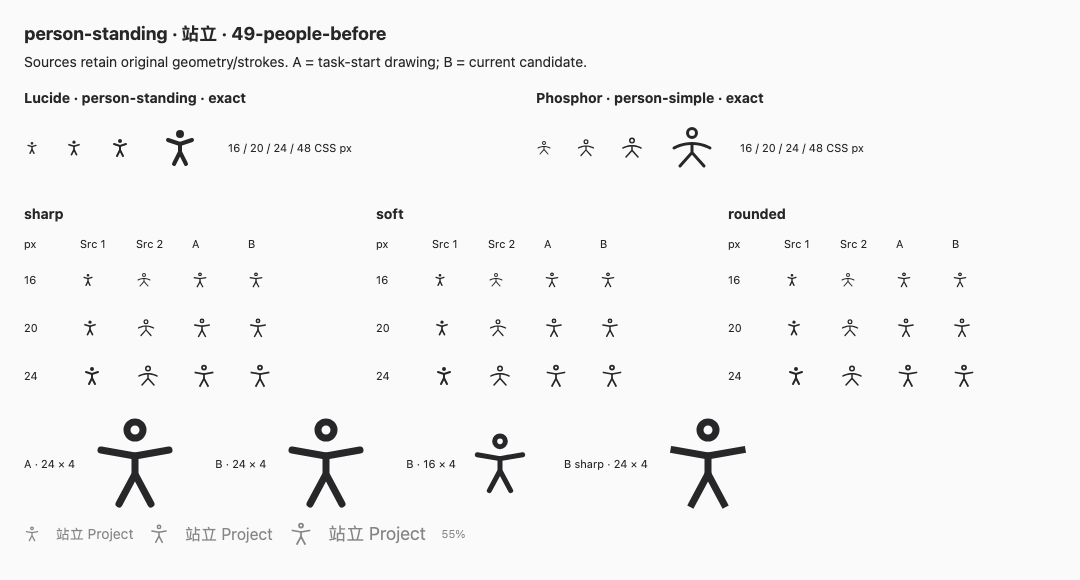 person-standing · 站立 · 49-people-before
Sources retain original geometry/strokes. A = task-start drawing; B = current candidate.
Lucide · person-standing · exact
Phosphor · person-simple · exact
16 / 20 / 24 / 48 CSS px
16 / 20 / 24 / 48 CSS px
sharp
soft
rounded
px Src 1 Src 2 A B
px Src 1 Src 2 A B
px Src 1 Src 2 A B
16
16
16
20
20
20
24
24
24
A · 24 × 4
B · 24 × 4
B · 16 × 4
B sharp · 24 × 4
站立 Project
站立 Project
站立 Project
55%